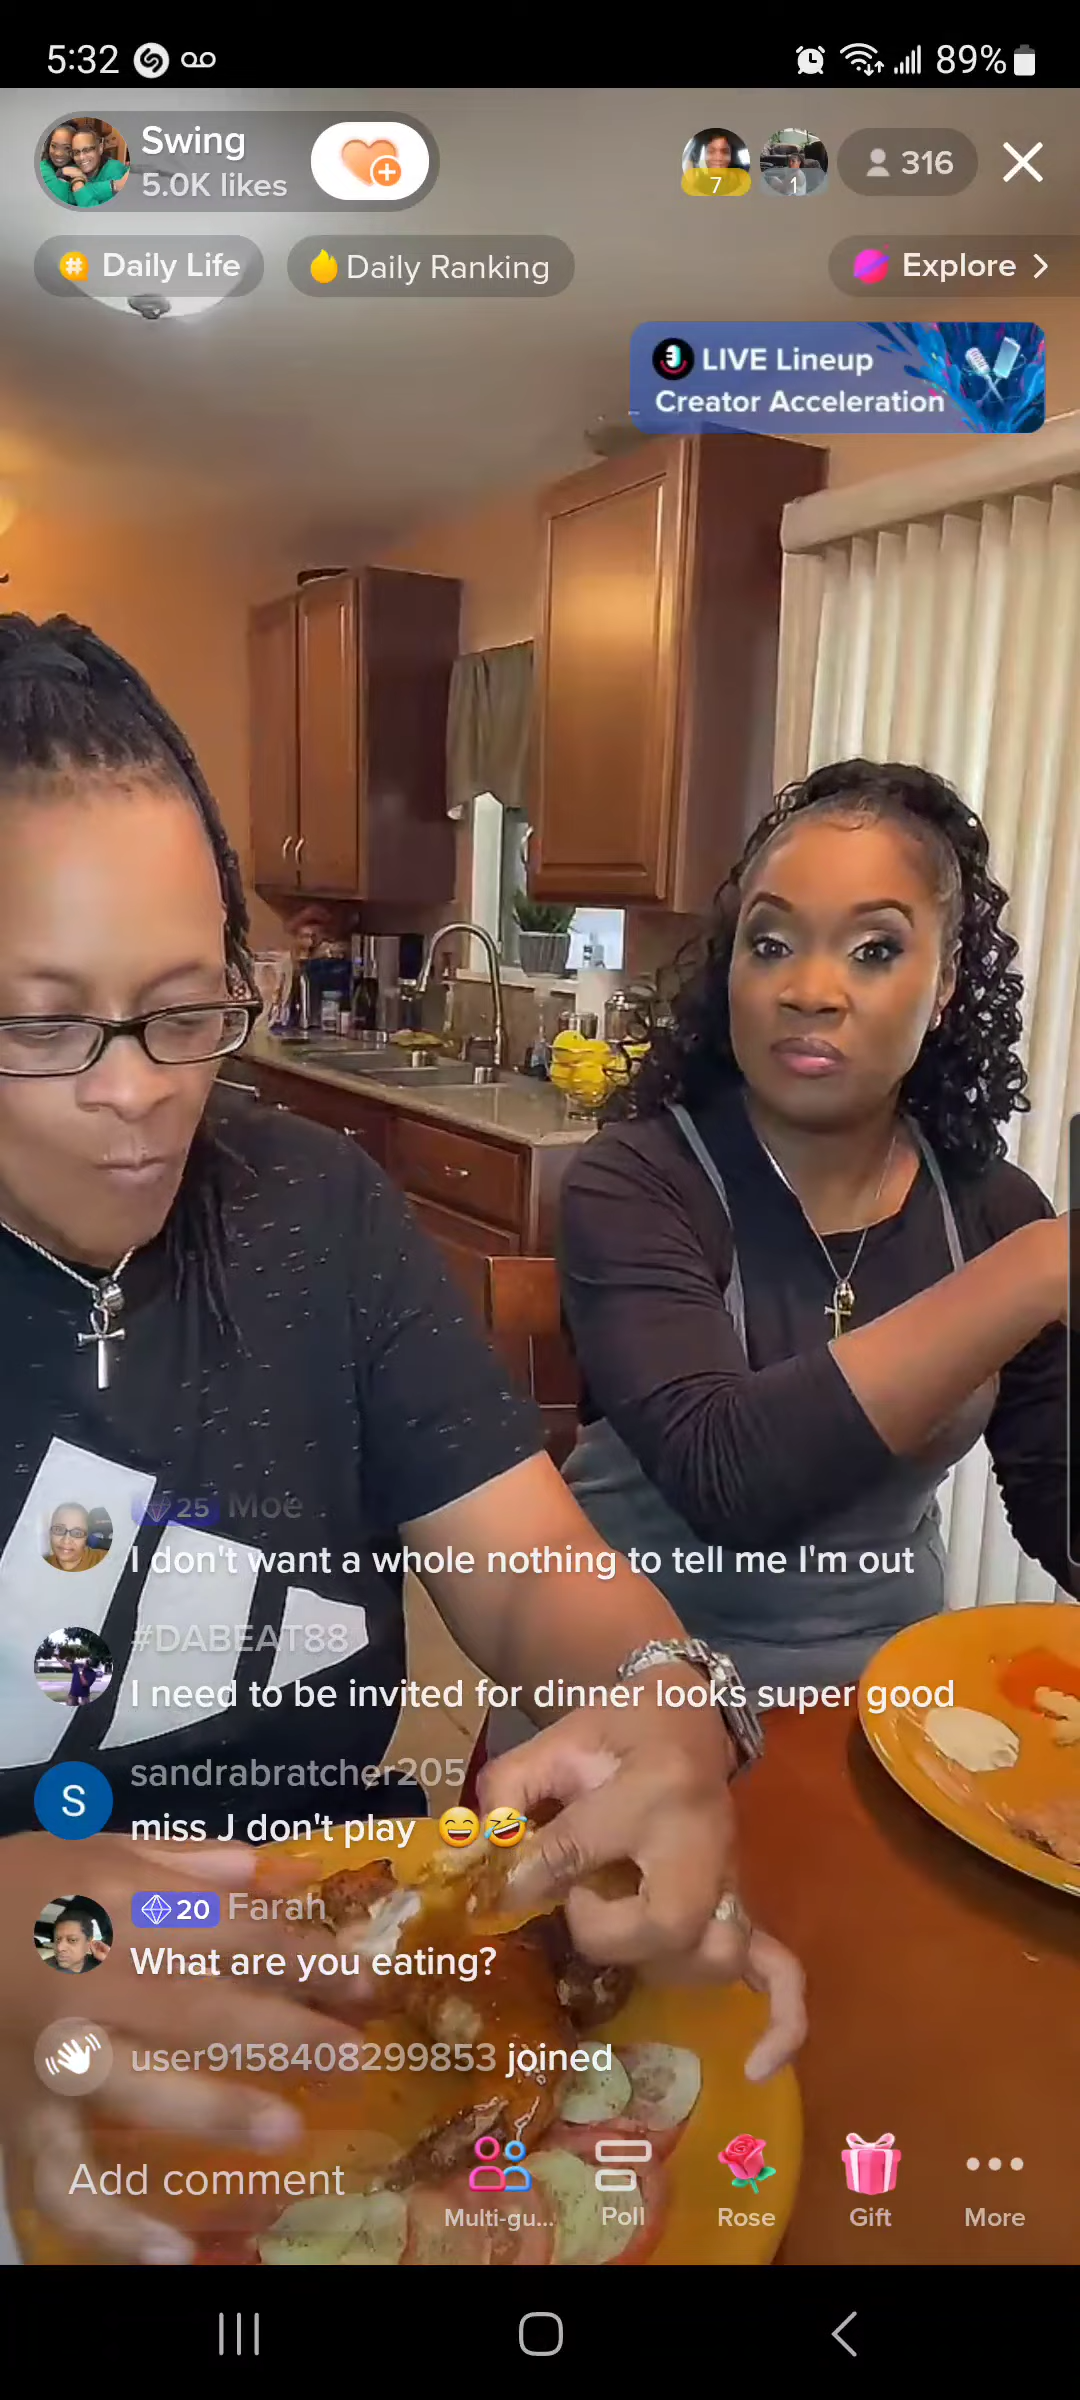 5:32 89%
Swing
5.0K likes
7
1
316
# Daily Life
Daily Ranking
Explore >
LIVE Lineup
Creator Acceleration
25 Moe
I don't want a whole nothing to tell me I'm out
#DABEAT88
I need to be invited for dinner looks super good
S
sandrabratcher205
miss J don't play 😄🤣
20 Farah
What are you eating?
user9158408299853 joined
Add comment
Multi-gu...
Poll
Rose
Gift
More